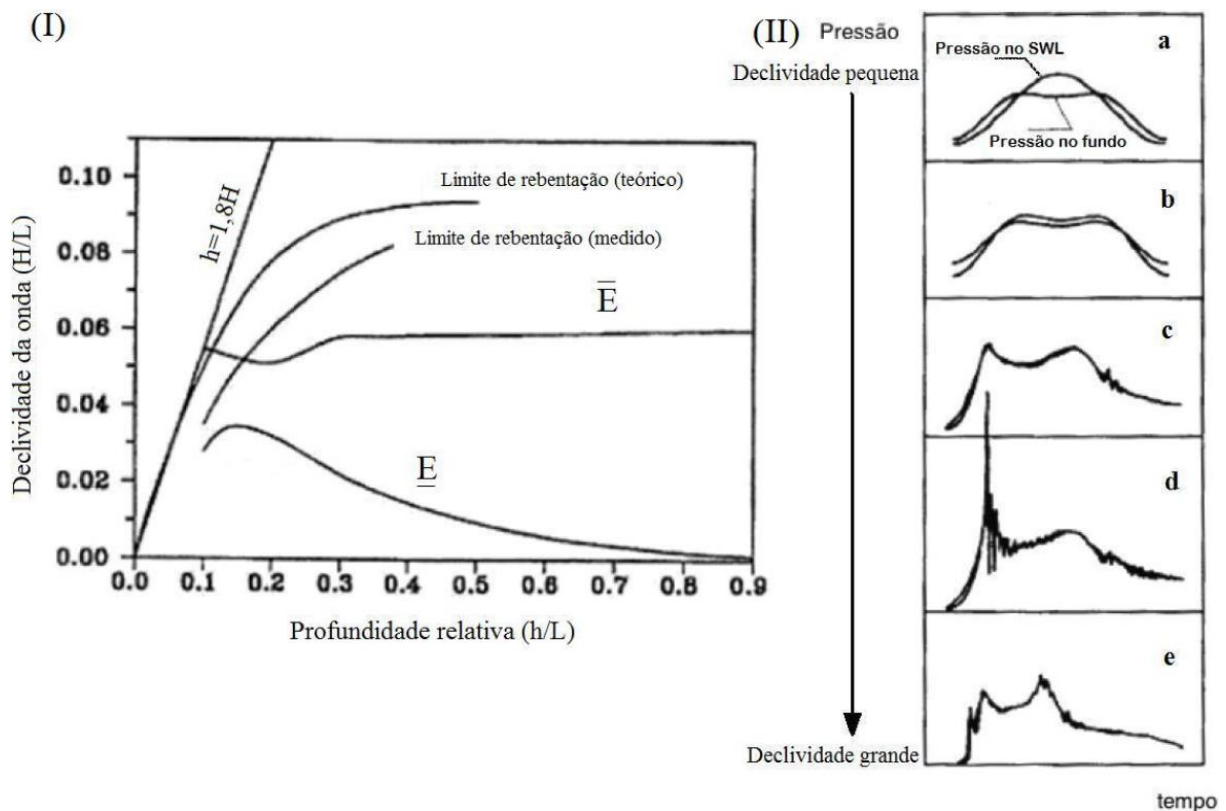 (I)
Declividade da onda (H/L)
0.10
0.08
0.06
0.04
0.02
0.00
h=1,8H
Limite de rebentação (teórico)
Limite de rebentação (medido)
E
E
0.0 0.1 0.2 0.3 0.4 0.5 0.6 0.7 0.8 0.9
Profundidade relativa (h/L)
(II) Pressão
Declividade pequena
Declividade grande
a
Pressão no SWL
Pressão no fundo
b
c
d
e
tempo